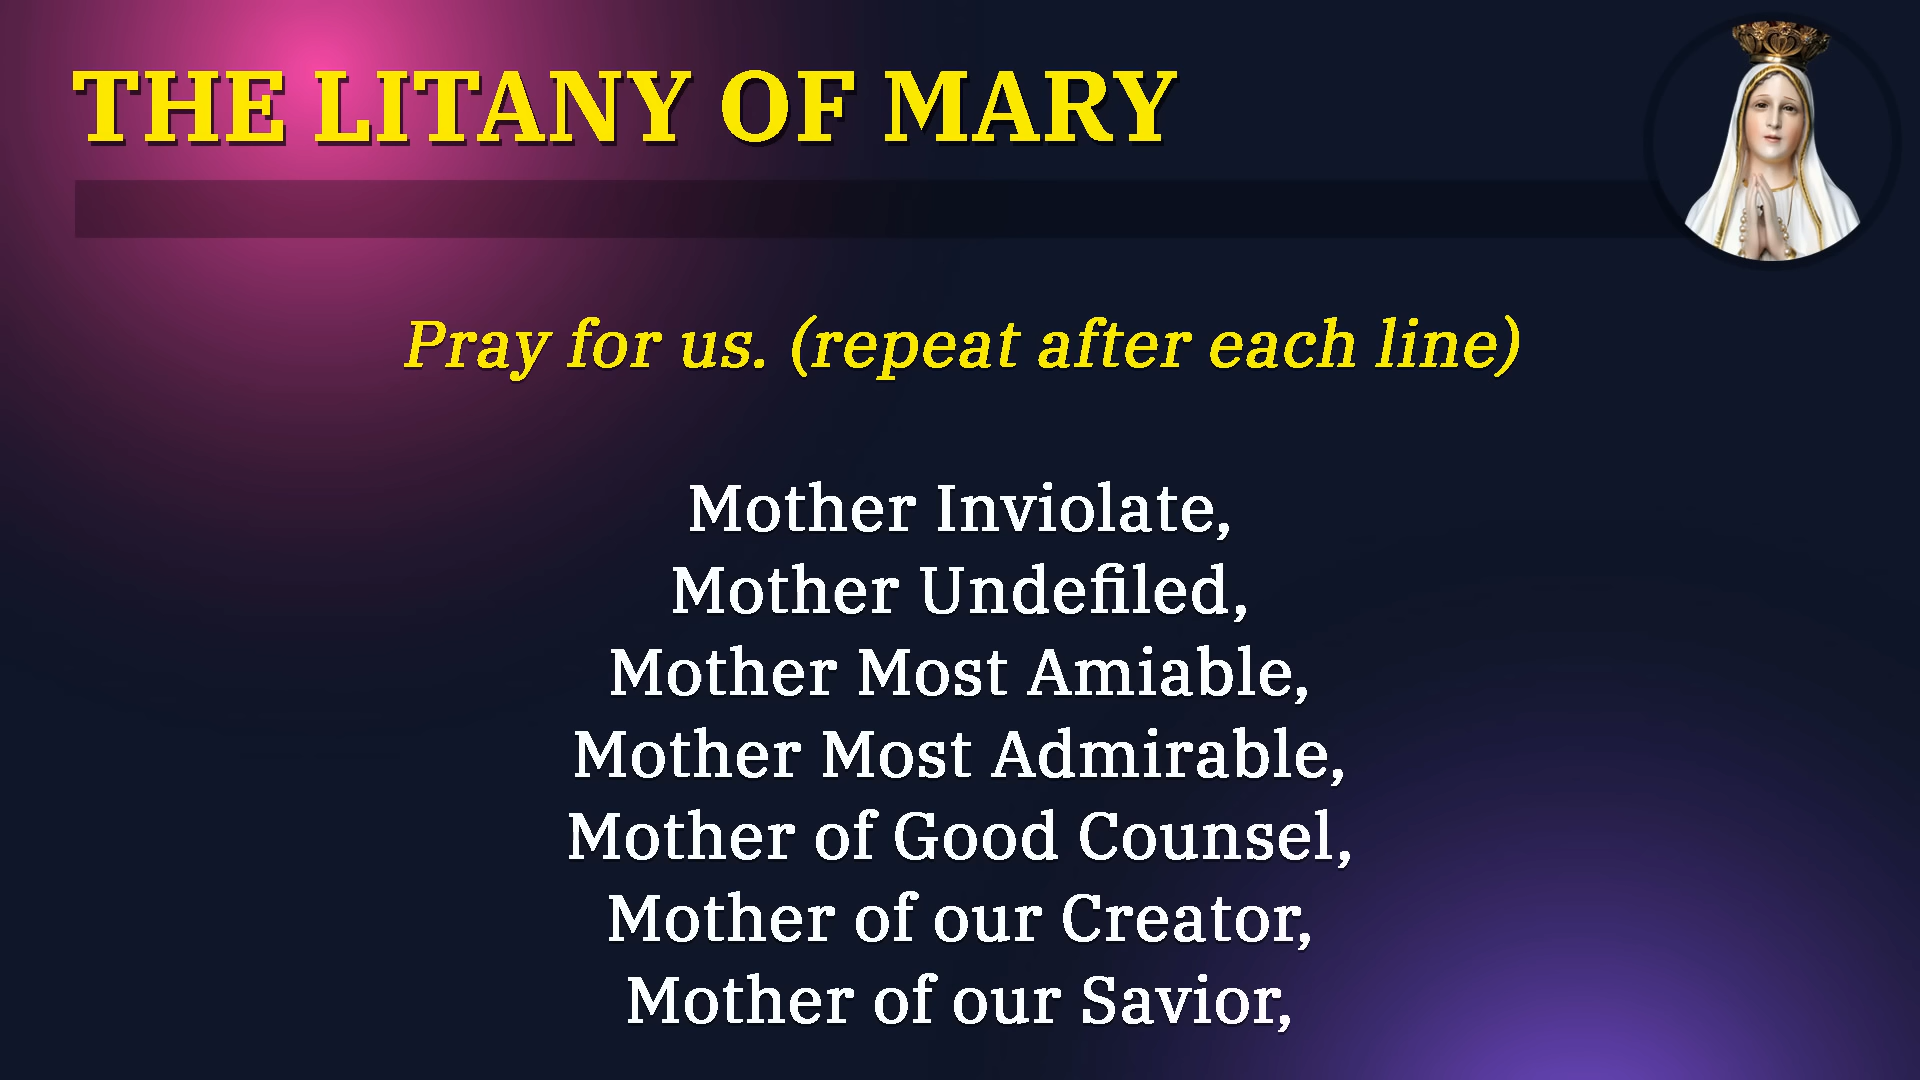 THE LITANY OF MARY
Pray for us. (repeat after each line)
Mother Inviolate,
Mother Undefiled,
Mother Most Amiable,
Mother Most Admirable,
Mother of Good Counsel,
Mother of our Creator,
Mother of our Savior,